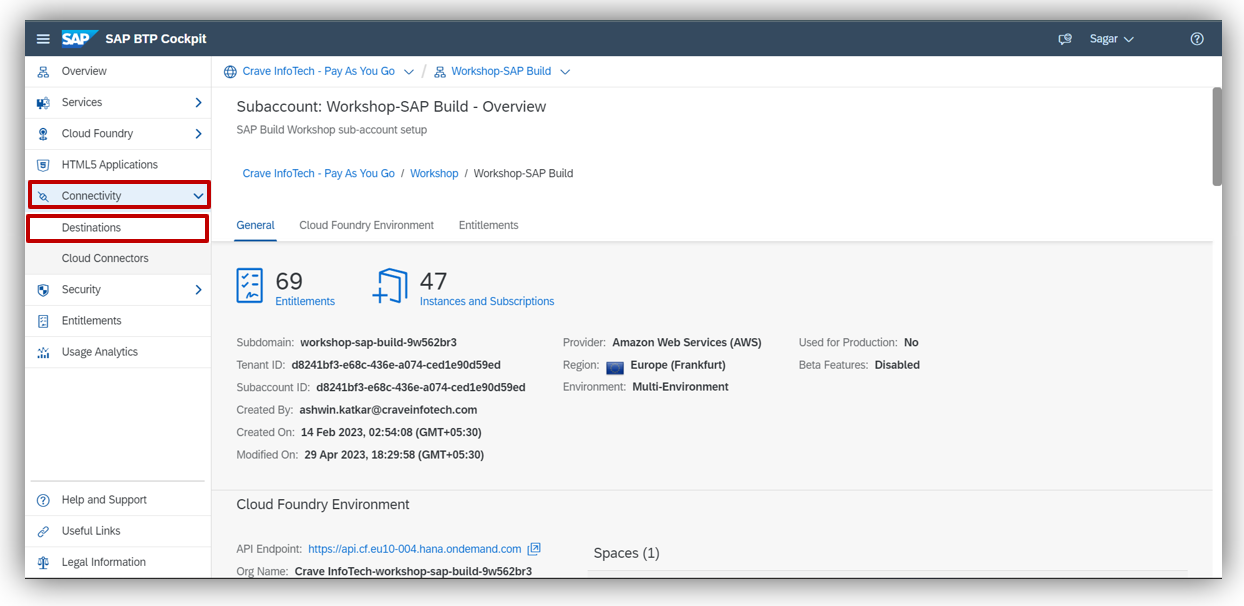 SAP SAP BTP Cockpit
Sagar
Overview
Services
Cloud Foundry
HTML5 Applications
Connectivity
Destinations
Cloud Connectors
Security
Entitlements
Usage Analytics
Help and Support
Useful Links
Legal Information
Crave InfoTech - Pay As You Go / Workshop-SAP Build
Subaccount: Workshop-SAP Build - Overview
SAP Build Workshop sub-account setup
Crave InfoTech - Pay As You Go / Workshop / Workshop-SAP Build
General Cloud Foundry Environment Entitlements
69 Entitlements
47 Instances and Subscriptions
Subdomain: workshop-sap-build-9w562br3
Tenant ID: d8241bf3-e68c-436e-a074-ced1e90d59ed
Subaccount ID: d8241bf3-e68c-436e-a074-ced1e90d59ed
Created By: ashwin.katkar@craveinfotech.com
Created On: 14 Feb 2023, 02:54:08 (GMT+05:30)
Modified On: 29 Apr 2023, 18:29:58 (GMT+05:30)
Provider: Amazon Web Services (AWS)
Region: Europe (Frankfurt)
Environment: Multi-Environment
Used for Production: No
Beta Features: Disabled
Cloud Foundry Environment
API Endpoint: https://api.cf.eu10-004.hana.ondemand.com
Org Name: Crave InfoTech-workshop-sap-build-9w562br3
Spaces (1)